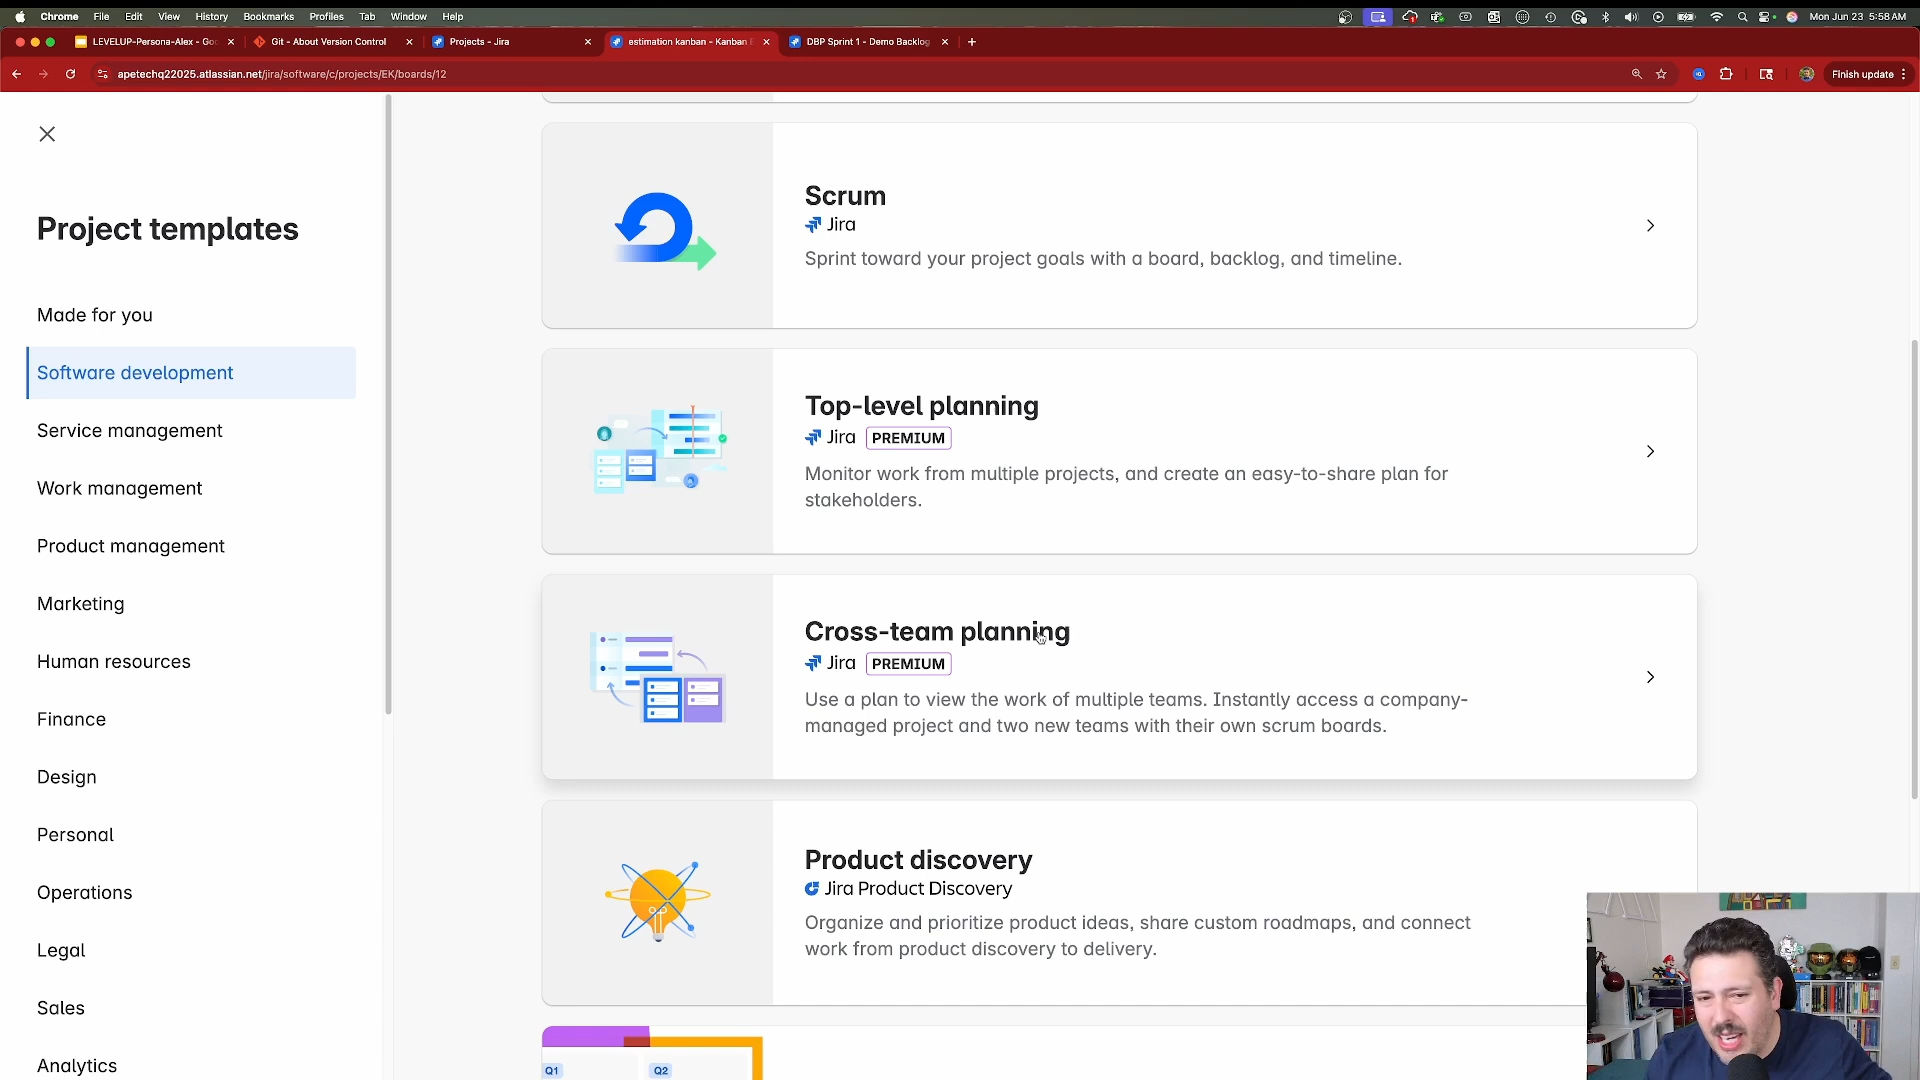 Chrome File Edit View History Bookmarks Profiles Tab Window Help
Mon Jun 23 5:58 AM
LEVELUP-Persona-Alex - Goo
Git - About Version Control
Projects - Jira
estimation kanban - Kanban
DBP Sprint 1 - Demo Backlog
apetechq22025.atlassian.net/jira/software/c/projects/EK/boards/12
Finish update
Project templates
Made for you
Software development
Service management
Work management
Product management
Marketing
Human resources
Finance
Design
Personal
Operations
Legal
Sales
Analytics
Scrum
Jira
Sprint toward your project goals with a board, backlog, and timeline.
Top-level planning
Jira PREMIUM
Monitor work from multiple projects, and create an easy-to-share plan for
stakeholders.
Cross-team planning
Jira PREMIUM
Use a plan to view the work of multiple teams. Instantly access a company-
managed project and two new teams with their own scrum boards.
Product discovery
Jira Product Discovery
Organize and prioritize product ideas, share custom roadmaps, and connect
work from product discovery to delivery.
Q1 Q2